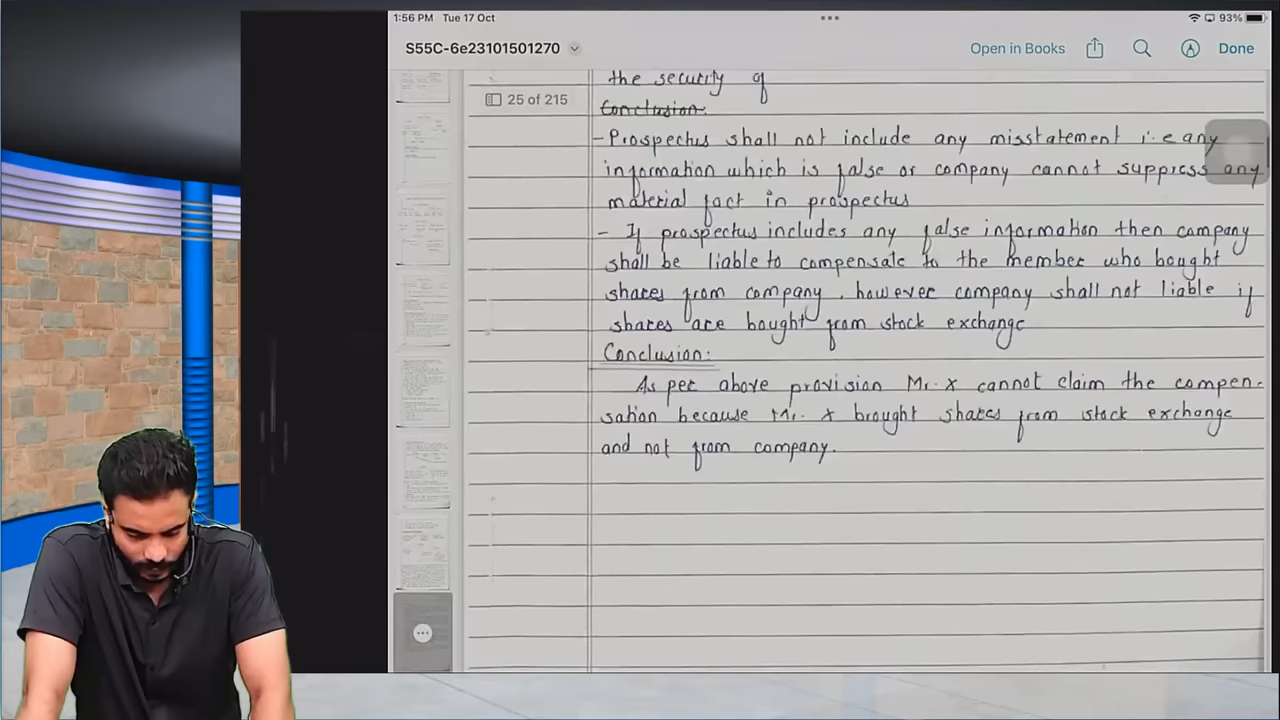 1:56 PM Tue 17 Oct
93%
S55C-6e23101501270
Open in Books
Done
25 of 215
the security of
Conclusion:
- Prospectus shall not include any misstatement i.e any
information which is false or company cannot suppress any
material fact in prospectus
- If prospectus includes any false information then company
shall be liable to compensate to the member who bought
shares from company. however company shall not liable if
shares are bought from stock exchange
Conclusion:
As per above provision Mr. X cannot claim the compen-
sation because Mr. X brought shares from stock exchange
and not from company.